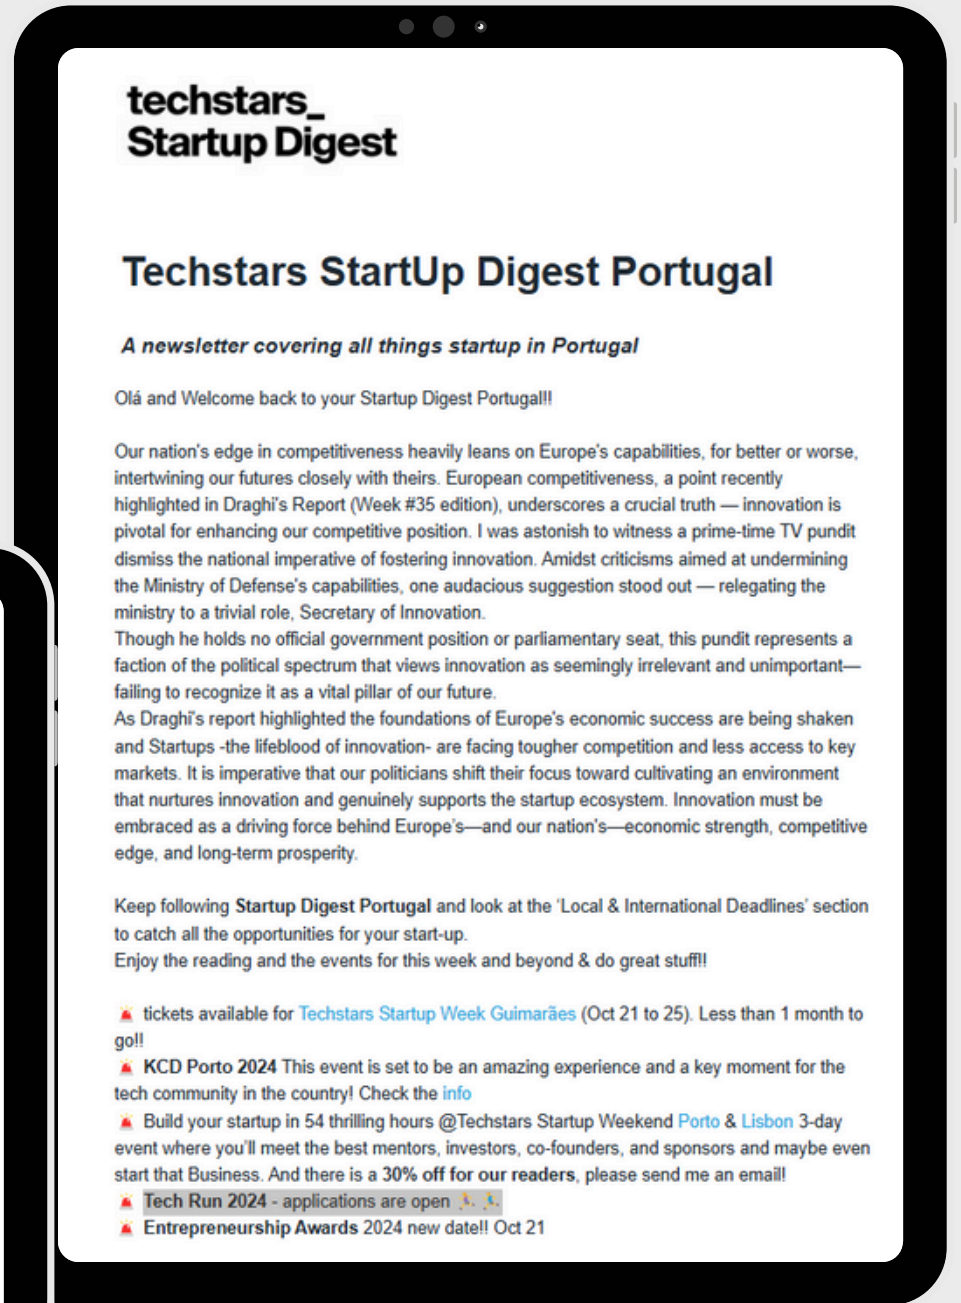 techstars_
Startup Digest
Techstars StartUp Digest Portugal
A newsletter covering all things startup in Portugal
Olá and Welcome back to your Startup Digest Portugal!!
Our nation's edge in competitiveness heavily leans on Europe's capabilities, for better or worse,
intertwining our futures closely with theirs. European competitiveness, a point recently
highlighted in Draghi's Report (Week #35 edition), underscores a crucial truth — innovation is
pivotal for enhancing our competitive position. I was astonish to witness a prime-time TV pundit
dismiss the national imperative of fostering innovation. Amidst criticisms aimed at undermining
the Ministry of Defense's capabilities, one audacious suggestion stood out — relegating the
ministry to a trivial role, Secretary of Innovation.
Though he holds no official government position or parliamentary seat, this pundit represents a
faction of the political spectrum that views innovation as seemingly irrelevant and unimportant—
failing to recognize it as a vital pillar of our future.
As Draghi's report highlighted the foundations of Europe's economic success are being shaken
and Startups -the lifeblood of innovation- are facing tougher competition and less access to key
markets. It is imperative that our politicians shift their focus toward cultivating an environment
that nurtures innovation and genuinely supports the startup ecosystem. Innovation must be
embraced as a driving force behind Europe's—and our nation's—economic strength, competitive
edge, and long-term prosperity.
Keep following Startup Digest Portugal and look at the 'Local & International Deadlines' section
to catch all the opportunities for your start-up.
Enjoy the reading and the events for this week and beyond & do great stuff!!
🚨 tickets available for Techstars Startup Week Guimarães (Oct 21 to 25). Less than 1 month to
go!!
🚨 KCD Porto 2024 This event is set to be an amazing experience and a key moment for the
tech community in the country! Check the info
🚨 Build your startup in 54 thrilling hours @Techstars Startup Weekend Porto & Lisbon 3-day
event where you'll meet the best mentors, investors, co-founders, and sponsors and maybe even
start that Business. And there is a 30% off for our readers, please send me an email!
🚨 Tech Run 2024 - applications are open 🏃 🏃
🚨 Entrepreneurship Awards 2024 new date!! Oct 21